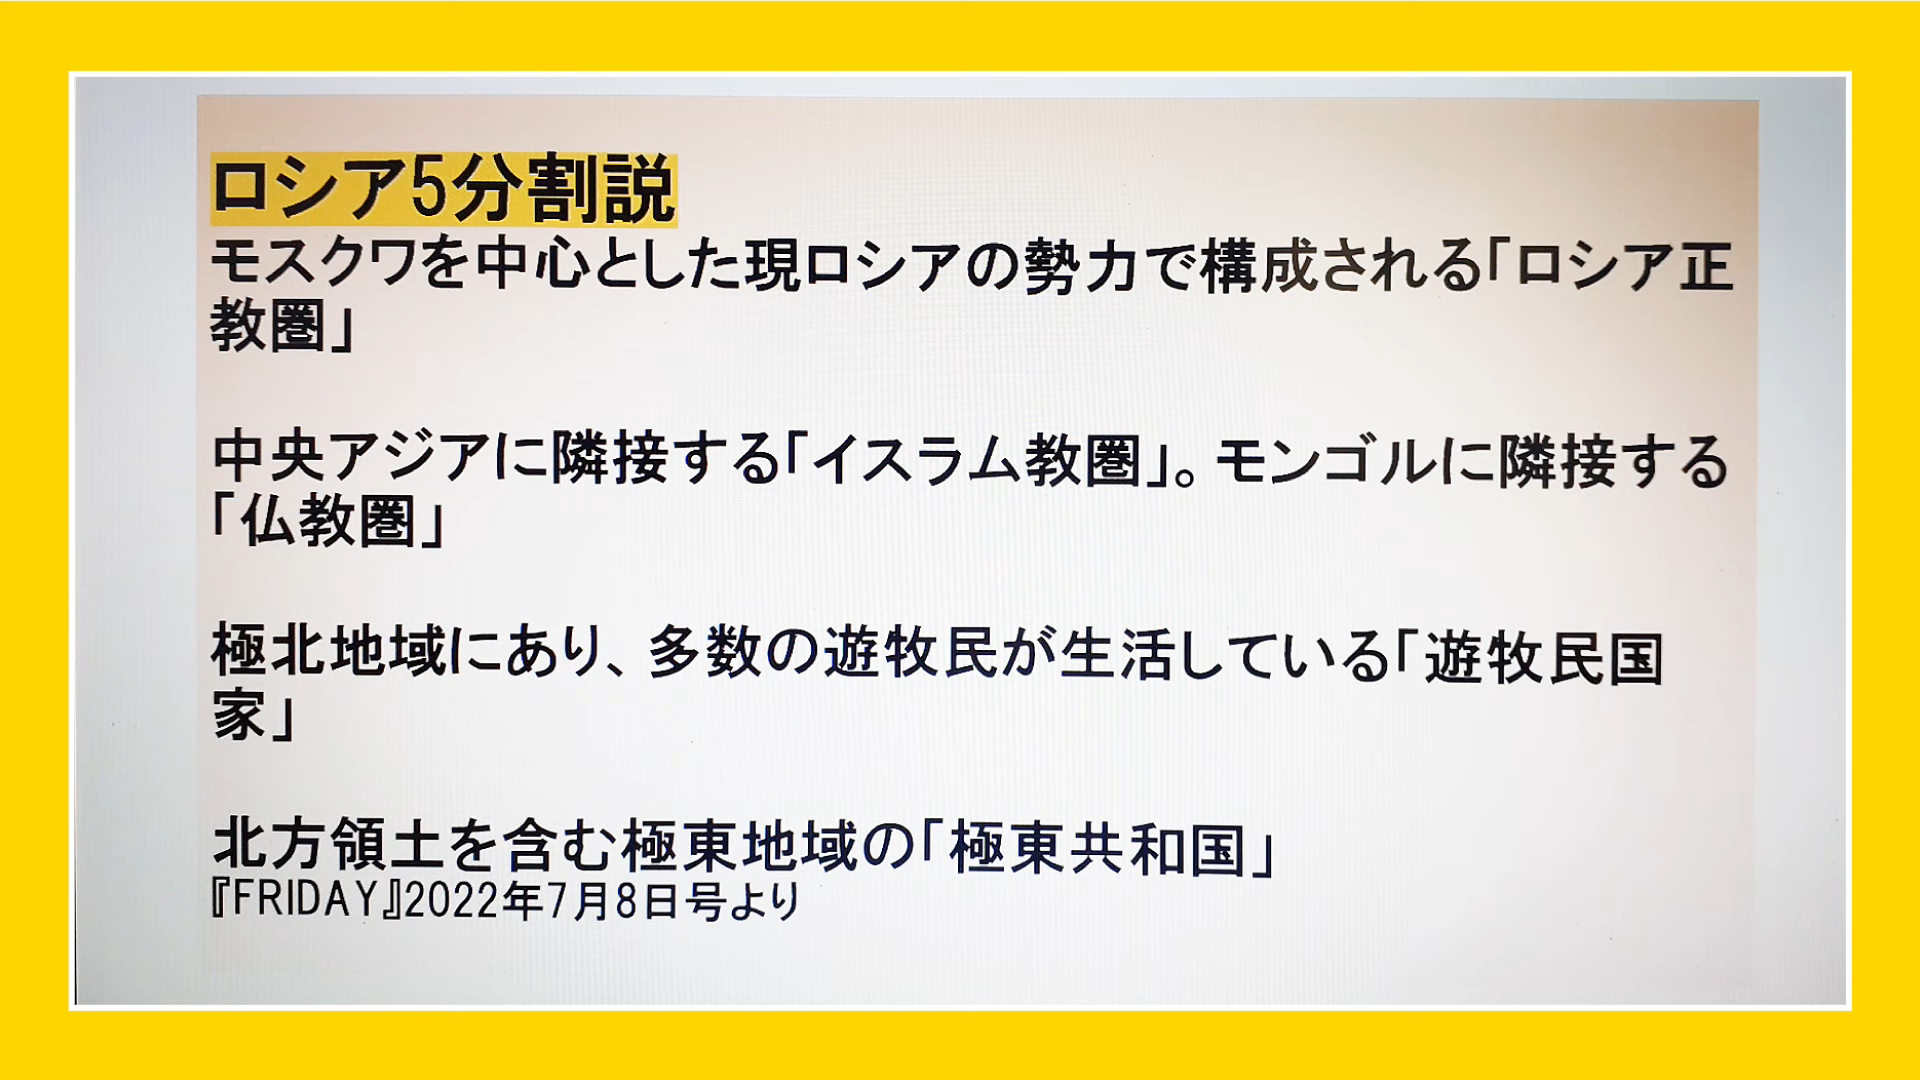 ロシア5分割説
モスクワを中心とした現ロシアの勢力で構成される「ロシア正
教圏」
中央アジアに隣接する「イスラム教圏」。モンゴルに隣接する
「仏教圏」
極北地域にあり、多数の遊牧民が生活している「遊牧民国
家」
北方領土を含む極東地域の「極東共和国」
『FRIDAY』2022年7月8日号より